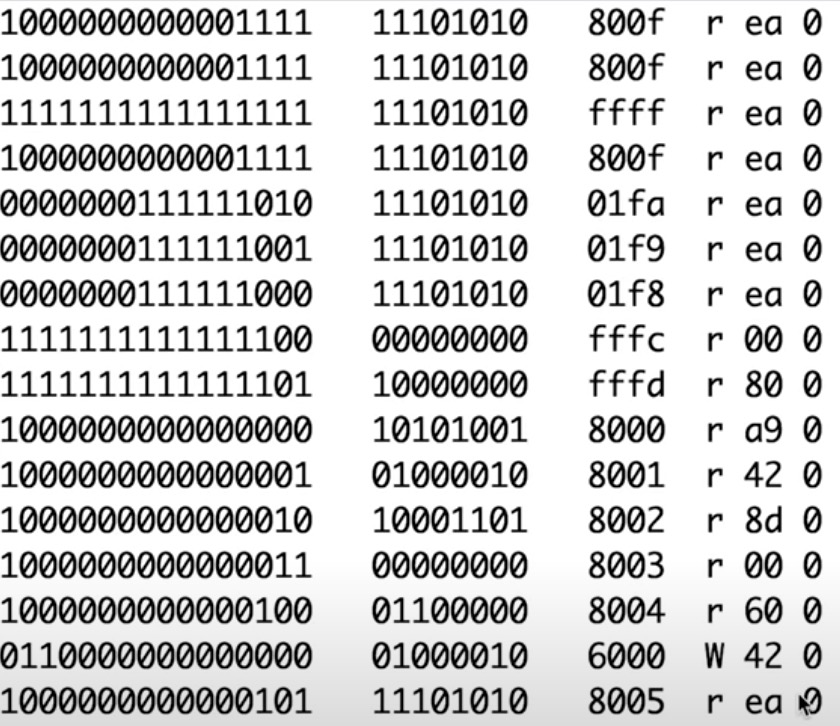 1000000000001111 11101010 800f r ea 0
1000000000001111 11101010 800f r ea 0
1111111111111111 11101010 ffff r ea 0
1000000000001111 11101010 800f r ea 0
0000000111111010 11101010 01fa r ea 0
0000000111111001 11101010 01f9 r ea 0
0000000111111000 11101010 01f8 r ea 0
1111111111111100 00000000 fffc r 00 0
1111111111111101 10000000 fffd r 80 0
1000000000000000 10101001 8000 r a9 0
1000000000000001 01000010 8001 r 42 0
1000000000000010 10001101 8002 r 8d 0
1000000000000011 00000000 8003 r 00 0
1000000000000100 01100000 8004 r 60 0
0110000000000000 01000010 6000 W 42 0
1000000000000101 11101010 8005 r ea 0